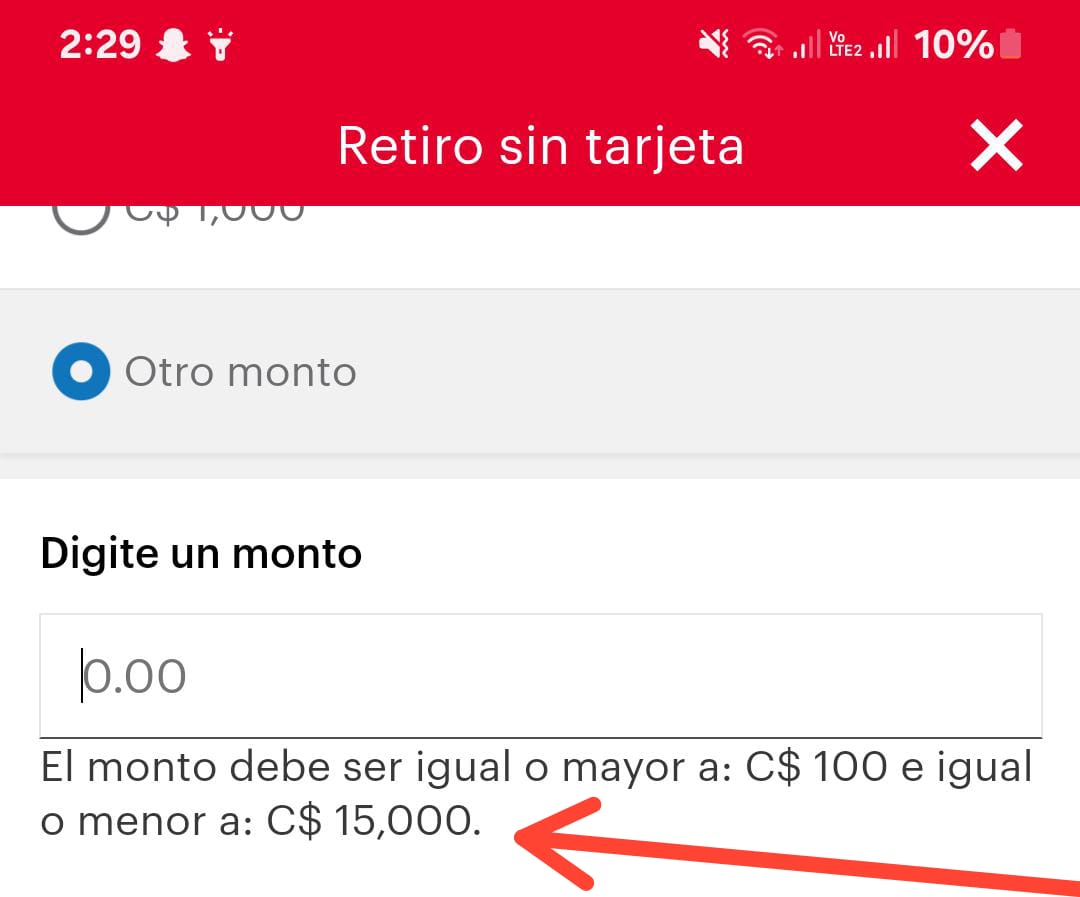 2:29
Vo
LTE2
10%
Retiro sin tarjeta
C$ 1,000
Otro monto
Digite un monto
0.00
El monto debe ser igual o mayor a: C$ 100 e igual
o menor a: C$ 15,000.